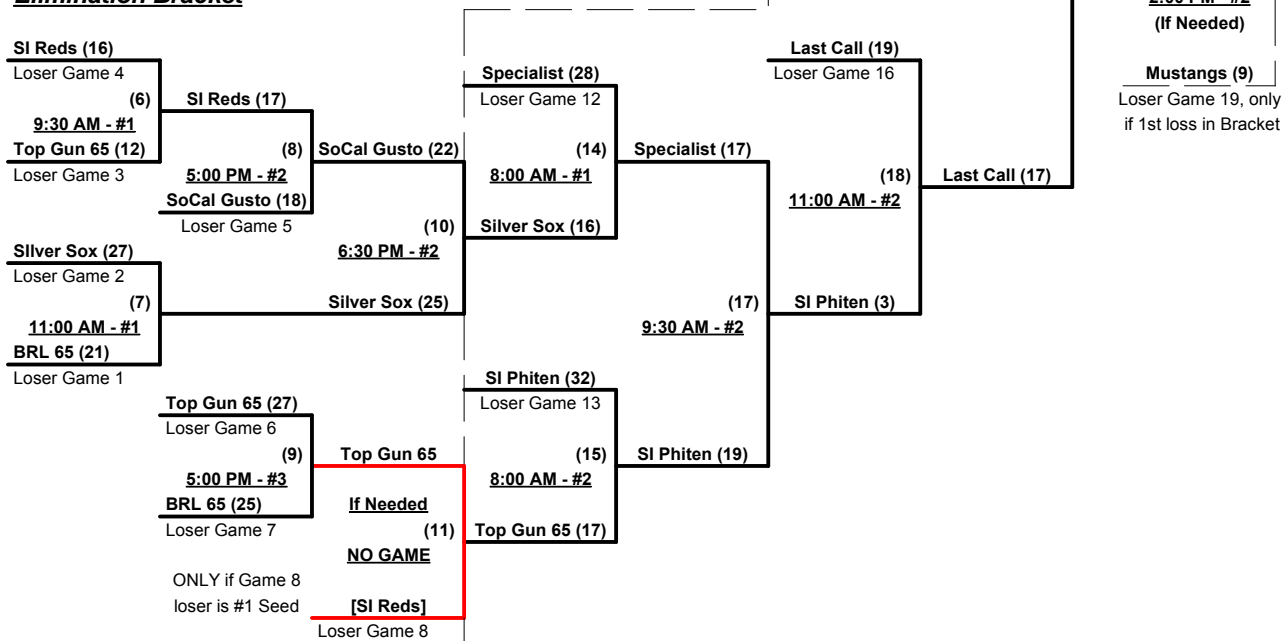 Elimination Bracket
2:00 PM - #2
(If Needed)
SI Reds (16)
Loser Game 4
(6)
9:30 AM - #1
Top Gun 65 (12)
Loser Game 3
SI Reds (17)
(8)
5:00 PM - #2
SoCal Gusto (18)
Loser Game 5
SIlver Sox (27)
Loser Game 2
(7)
11:00 AM - #1
BRL 65 (21)
Loser Game 1
SoCal Gusto (22)
(10)
6:30 PM - #2
Silver Sox (25)
Top Gun 65 (27)
Loser Game 6
(9)
5:00 PM - #3
BRL 65 (25)
Loser Game 7
Top Gun 65
If Needed
(11)
NO GAME
ONLY if Game 8
loser is #1 Seed
[SI Reds]
Loser Game 8
Specialist (28)
Loser Game 12
(14)
8:00 AM - #1
Silver Sox (16)
SI Phiten (32)
Loser Game 13
(15)
8:00 AM - #2
Top Gun 65 (17)
Specialist (17)
(17)
9:30 AM - #2
SI Phiten (19)
Last Call (19)
Loser Game 16
(18)
11:00 AM - #2
SI Phiten (3)
Last Call (17)
Mustangs (9)
Loser Game 19, only
if 1st loss in Bracket